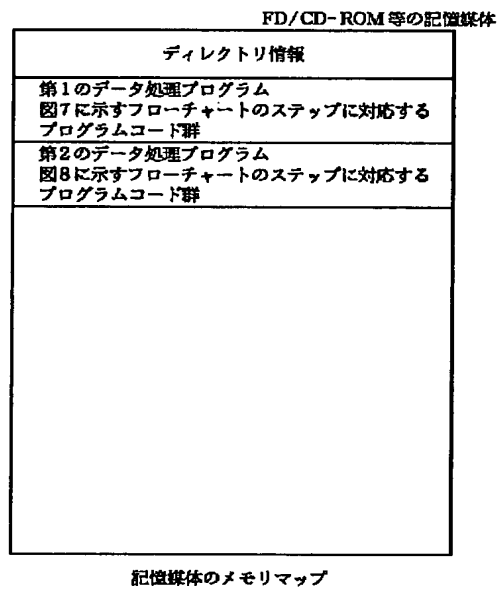 FD/CD-ROM等の記憶媒体
ディレクトリ情報
第1のデータ処理プログラム
図7に示すフローチャートのステップに対応する
プログラムコード群
第2のデータ処理プログラム
図8に示すフローチャートのステップに対応する
プログラムコード群
記憶媒体のメモリマップ